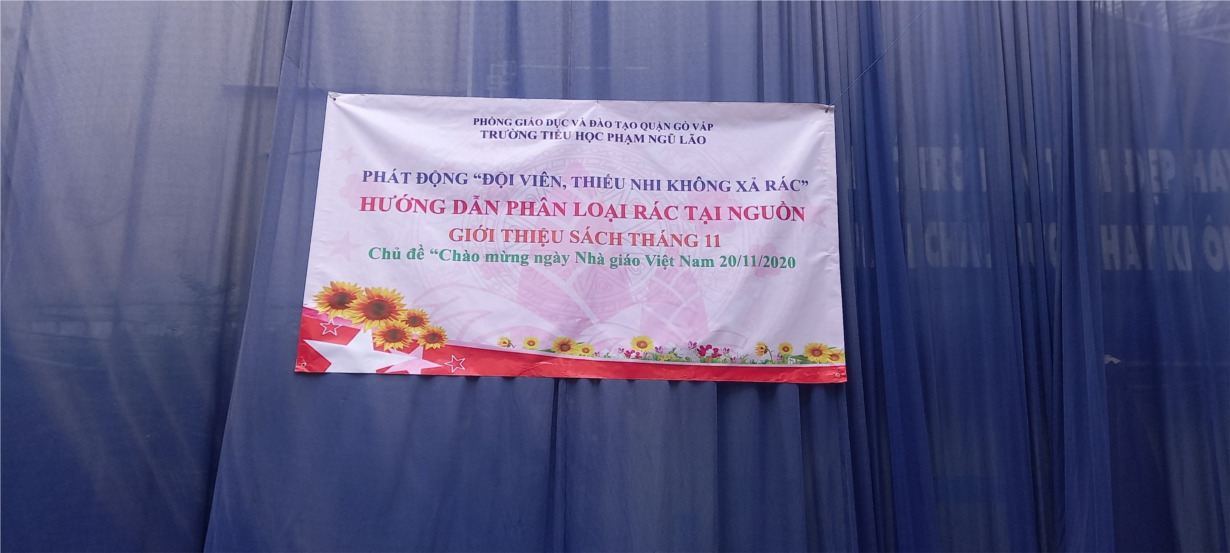 PHÒNG GIÁO DỤC VÀ ĐÀO TẠO QUẬN GÒ VẤP
TRƯỜNG TIỂU HỌC PHẠM NGŨ LÃO
PHÁT ĐỘNG “ĐỘI VIÊN, THIẾU NHI KHÔNG XẢ RÁC”
HƯỚNG DẪN PHÂN LOẠI RÁC TẠI NGUỒN
GIỚI THIỆU SÁCH THÁNG 11
Chủ đề “Chào mừng ngày Nhà giáo Việt Nam 20/11/2020